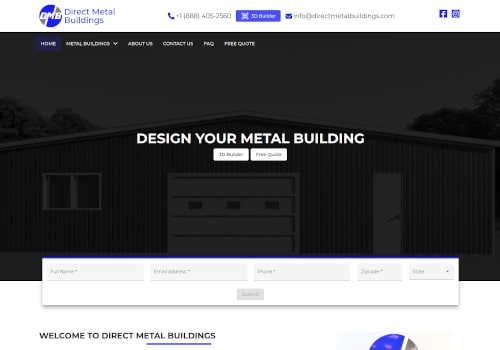 DMB
Direct Metal
Buildings
+1 (888) 405-2560
3D Builder
info@directmetalbuildings.com
HOME
METAL BUILDINGS
ABOUT US
CONTACT US
FAQ
FREE QUOTE
DESIGN YOUR METAL BUILDING
3D Builder
Free Quote
Full Name *
Email address *
Phone *
Zipcode *
State
Submit
WELCOME TO DIRECT METAL BUILDINGS